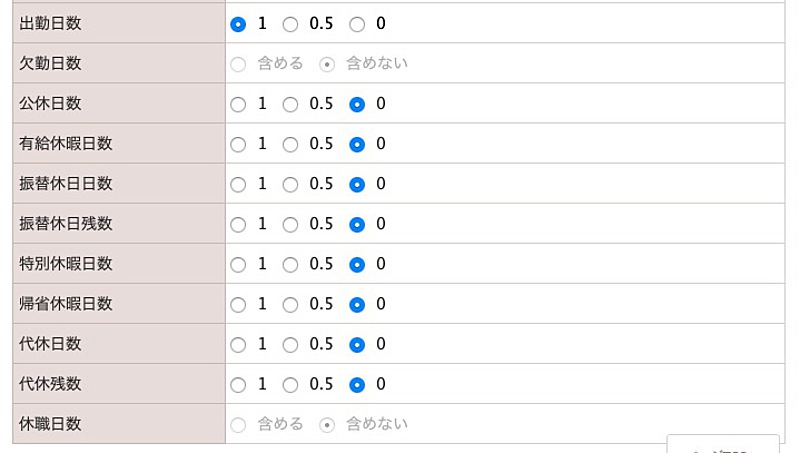 出勤日数 1 0.5 0
欠勤日数 含める 含めない
公休日数 1 0.5 0
有給休暇日数 1 0.5 0
振替休日日数 1 0.5 0
振替休日残数 1 0.5 0
特別休暇日数 1 0.5 0
帰省休暇日数 1 0.5 0
代休日数 1 0.5 0
代休残数 1 0.5 0
休職日数 含める 含めない